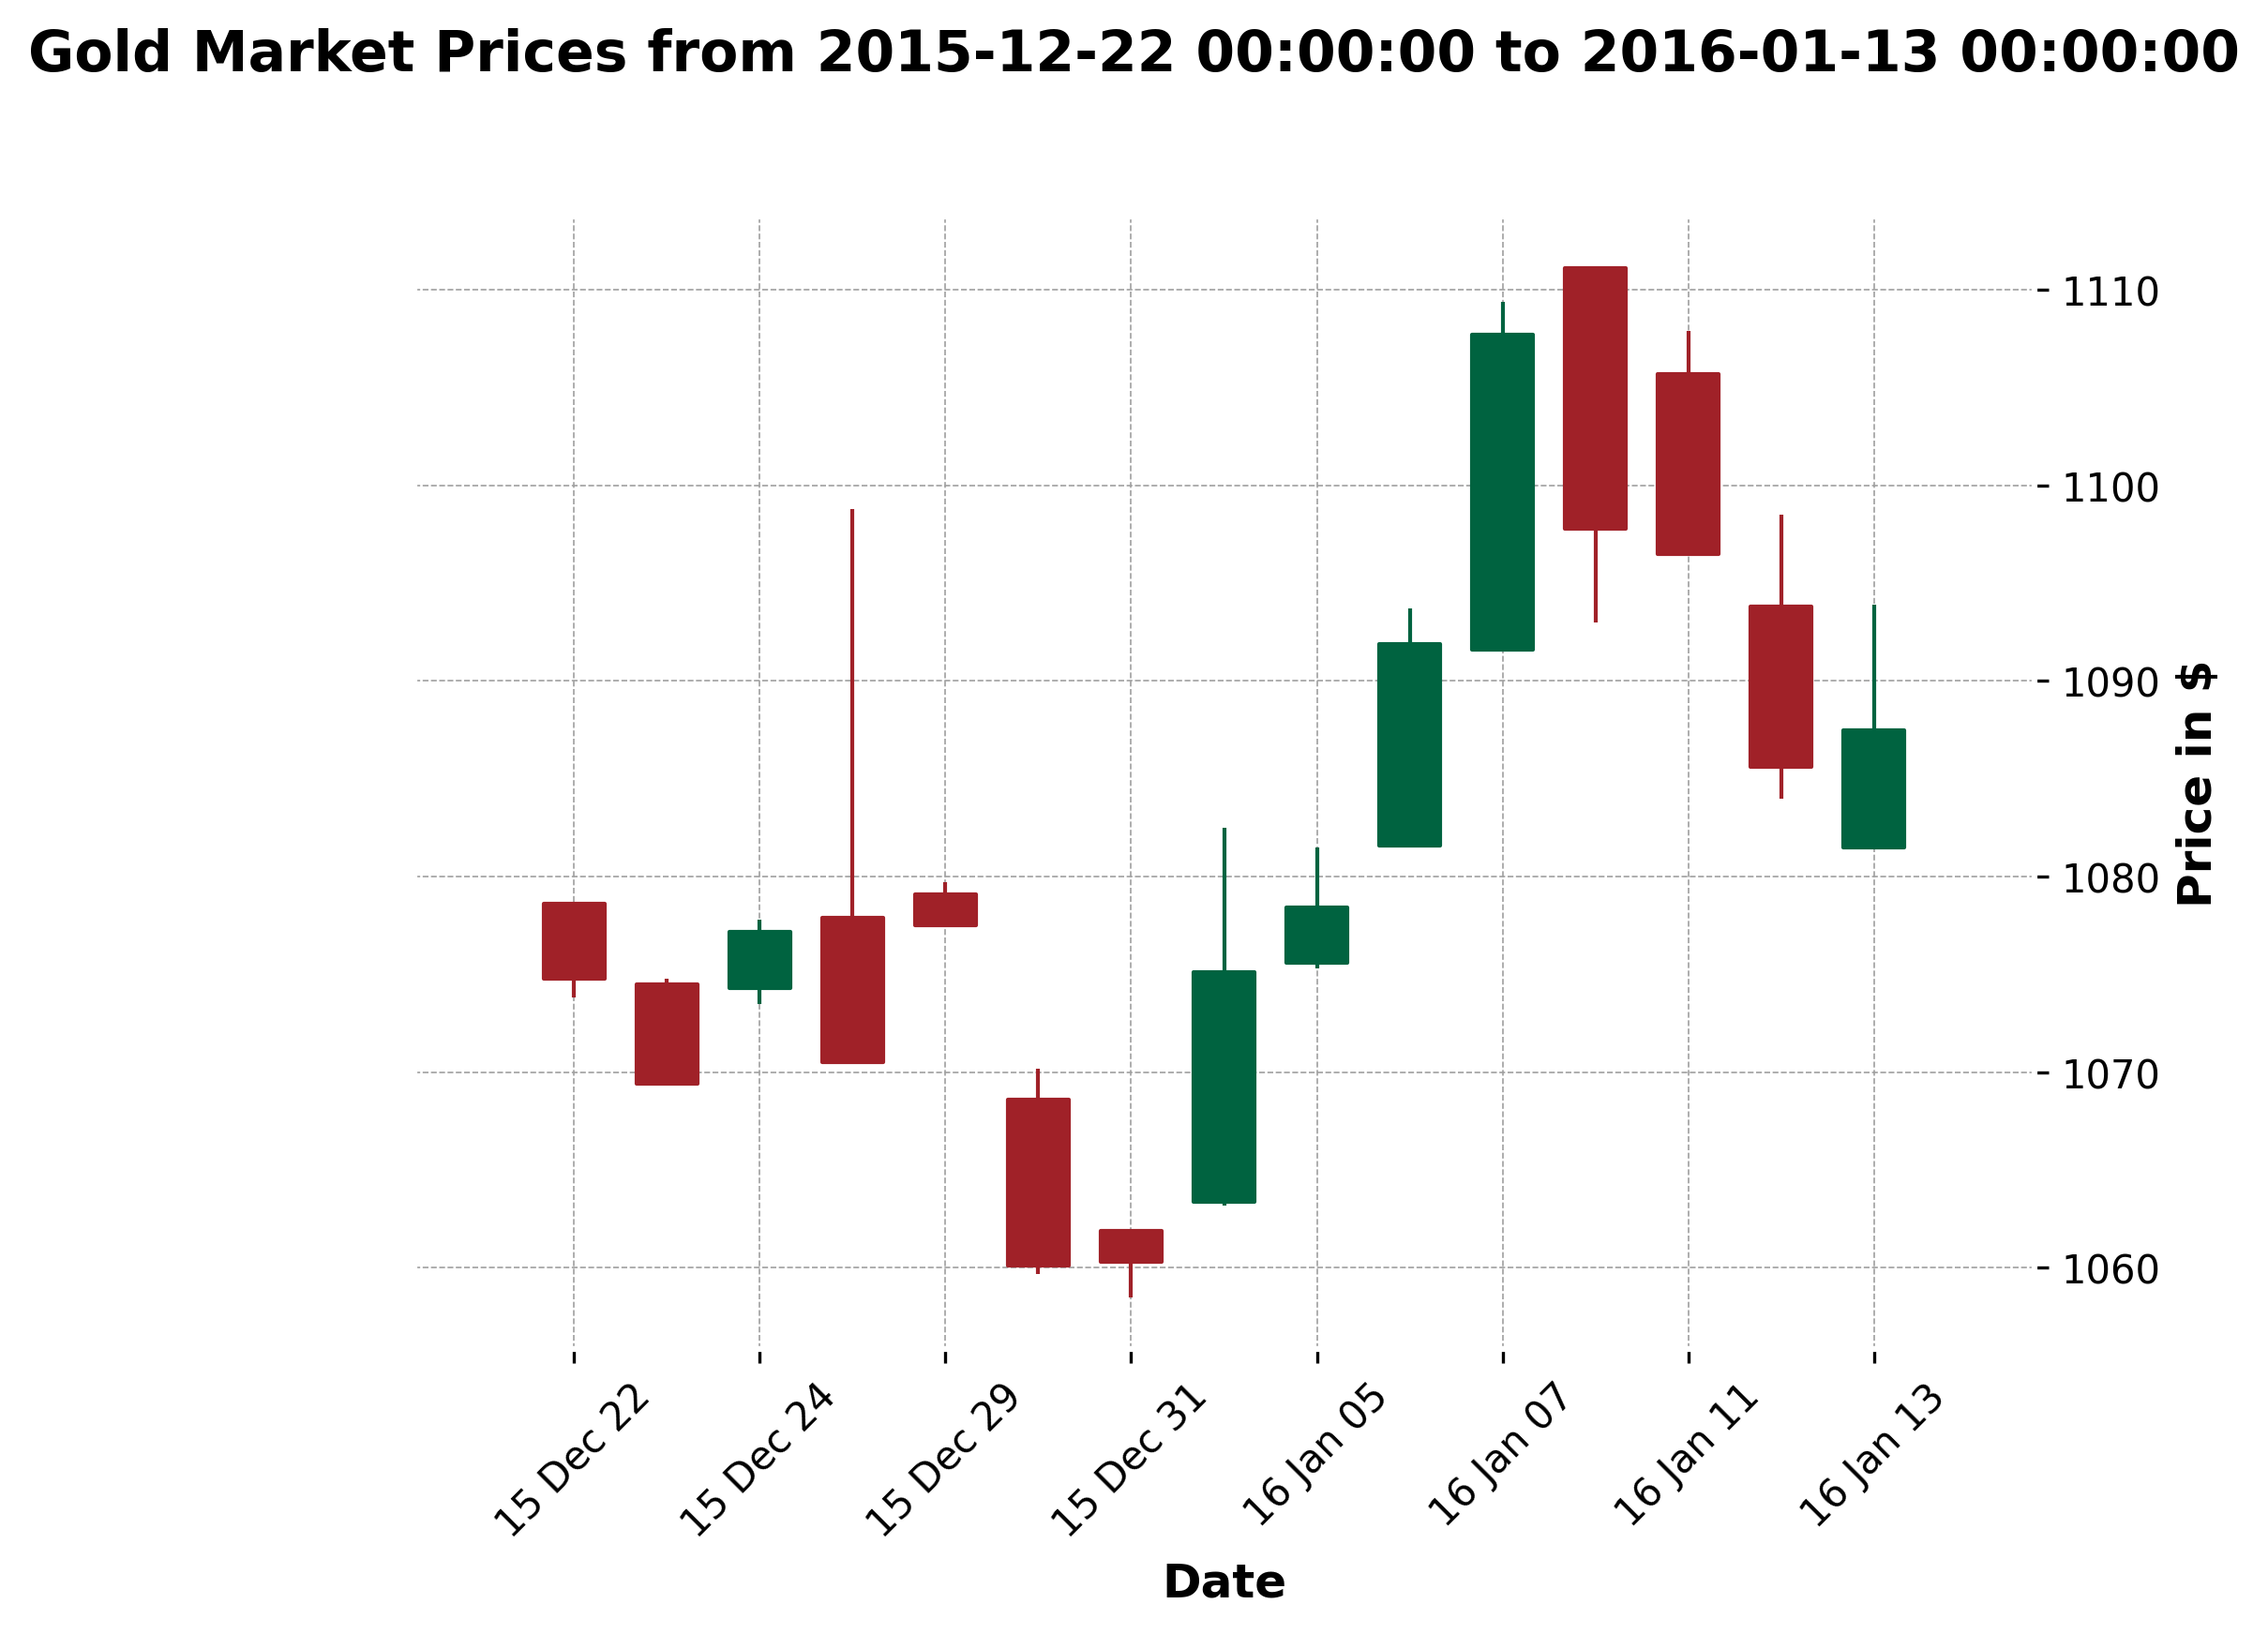 Gold Market Prices from 2015-12-22 00:00:00 to 2016-01-13 00:00:00
1110
1100
1090
1080
1070
1060
Price in $
15 Dec 22
15 Dec 24
15 Dec 29
15 Dec 31
16 Jan 05
16 Jan 07
16 Jan 11
16 Jan 13
Date